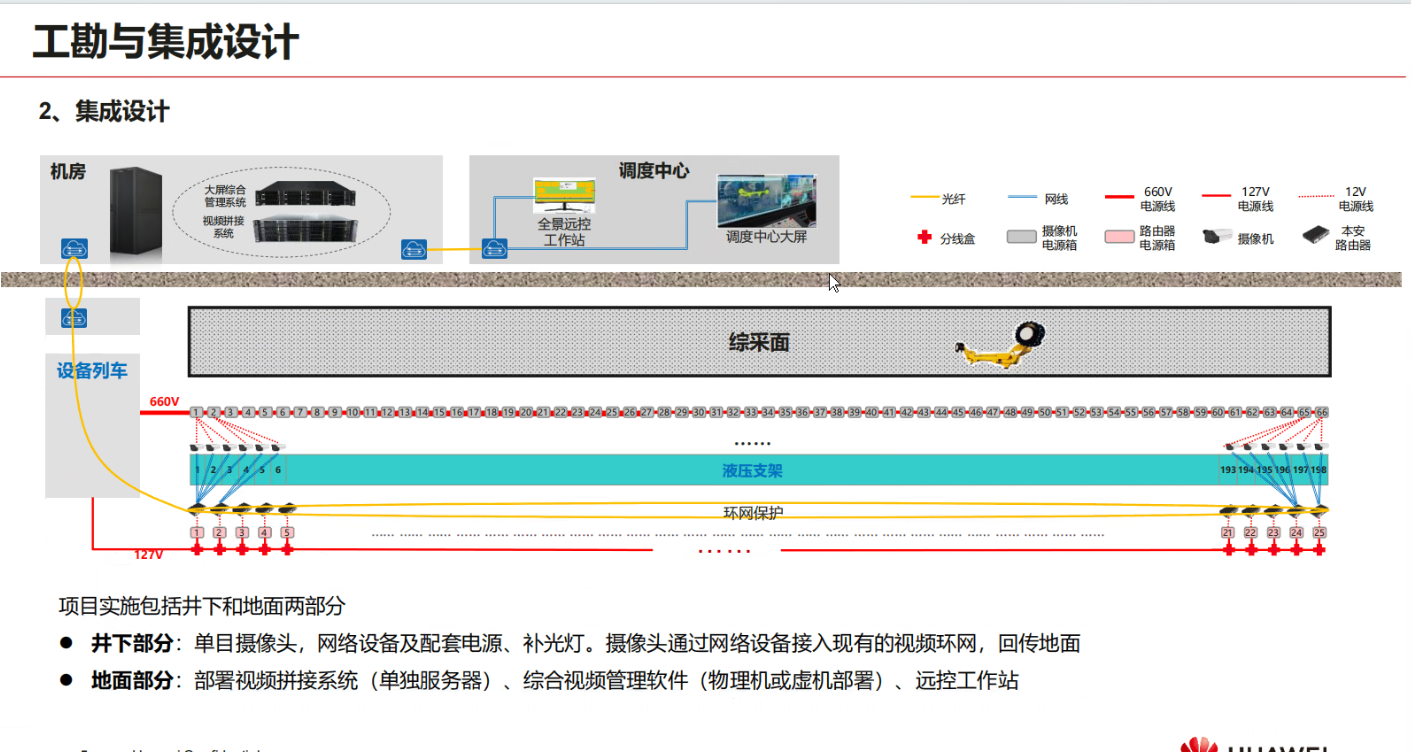 工勘与集成设计
2、集成设计
机房
大屏综合
管理系统
视频拼接
系统
调度中心
全景远控
工作站
调度中心大屏
光纤
网线
660V
电源线
127V
电源线
12V
电源线
分线盒
摄像机
电源箱
路由器
电源箱
摄像机
本安
路由器
设备列车
综采面
660V
1 2 3 4 5 6 7 8 9 10 11 12 13 14 15 16 17 18 19 20 21 22 23 24 25 26 27 28 29 30 31 32 33 34 35 36 37 38 39 40 41 42 43 44 45 46 47 48 49 50 51 52 53 54 55 56 57 58 59 60 61 62 63 64 65 66
......
1 2 3 4 5 6 液压支架 193 194 195 196 197 198
环网保护
1 2 3 4 5 21 22 23 24 25
127V
......
项目实施包括井下和地面两部分
● 井下部分：单目摄像头，网络设备及配套电源、补光灯。摄像头通过网络设备接入现有的视频环网，回传地面
● 地面部分：部署视频拼接系统（单独服务器）、综合视频管理软件（物理机或虚机部署）、远控工作站
HUAWEI